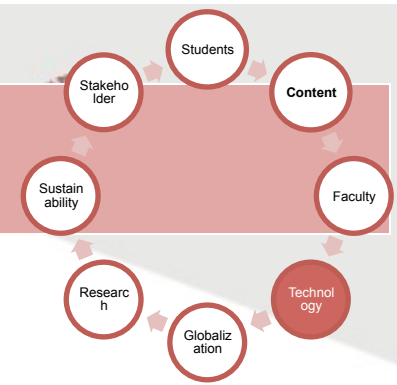 Students
Content
Faculty
Technol
ogy
Globaliz
ation
Researc
h
Sustain
ability
Stakeho
lder